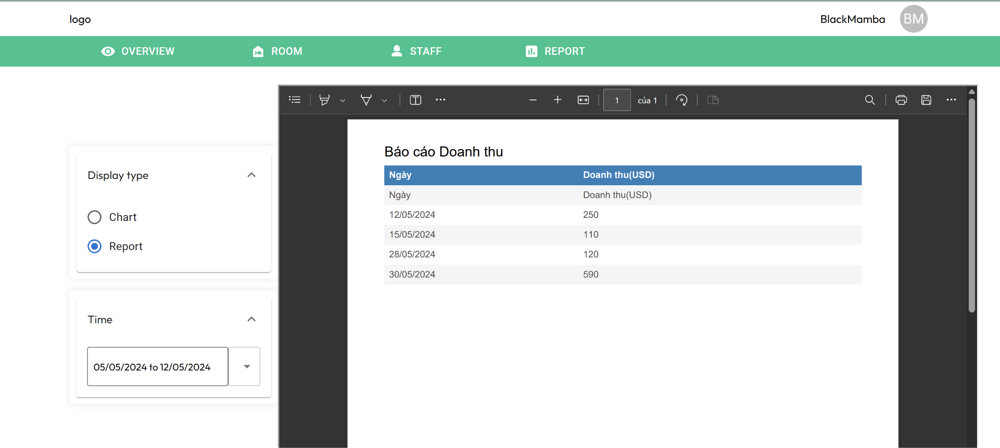 logo
BlackMamba BM
OVERVIEW ROOM STAFF REPORT
Display type
Chart
Report
Time
05/05/2024 to 12/05/2024
T 1 của 1
Báo cáo Doanh thu
Ngày Doanh thu(USD)
Ngày Doanh thu(USD)
12/05/2024 250
15/05/2024 110
28/05/2024 120
30/05/2024 590